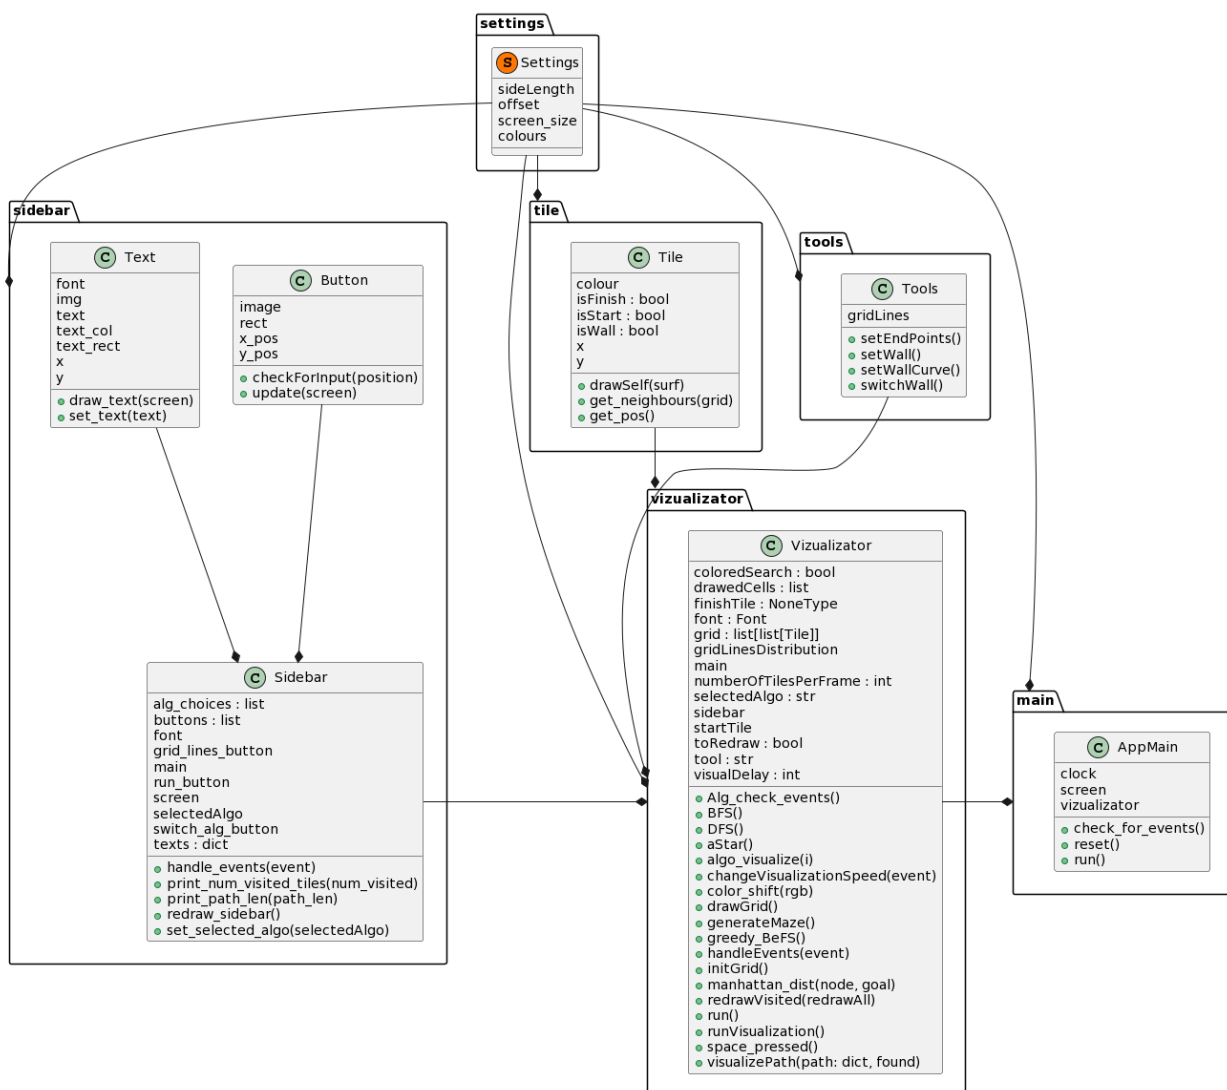 settings
S Settings
sideLength
offset
screen_size
colours
sidebar
C Text
font
img
text
text_col
text_rect
x
y
draw_text(screen)
set_text(text)
C Button
image
rect
x_pos
y_pos
checkForInput(position)
update(screen)
tile
C Tile
colour
isFinish : bool
isStart : bool
isWall : bool
x
y
drawSelf(surf)
get_neighbours(grid)
get_pos()
tools
C Tools
gridLines
setEndPoints()
setWall()
setWallCurve()
switchWall()
C Sidebar
alg_choices : list
buttons : list
font
grid_lines_button
main
run_button
screen
selectedAlgo
switch_alg_button
texts : dict
handle_events(event)
print_num_visited_tiles(num_visited)
print_path_len(path_len)
redraw_sidebar()
set_selected_algo(selectedAlgo)
vizualizator
C Vizualizator
coloredSearch : bool
drawedCells : list
finishTile : NoneType
font : Font
grid : list[list[Tile]]
gridLinesDistribution
main
numberOfTilesPerFrame : int
selectedAlgo : str
sidebar
startTile
toRedraw : bool
tool : str
visualDelay : int
Alg_check_events()
BFS()
DFS()
aStar()
algo_visualize(i)
changeVisualizationSpeed(event)
color_shift(rgb)
drawGrid()
generateMaze()
greedy_BeFS()
handleEvents(event)
initGrid()
manhattan_dist(node, goal)
redrawVisited(redrawAll)
run()
runVisualization()
space_pressed()
visualizePath(path: dict, found)
main
C AppMain
clock
screen
vizualizator
check_for_events()
reset()
run()